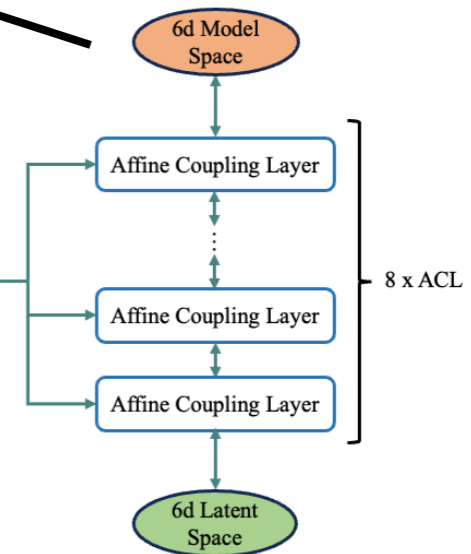 6d Model
Space
Affine Coupling Layer
8 x ACL
Affine Coupling Layer
Affine Coupling Layer
6d Latent
Space